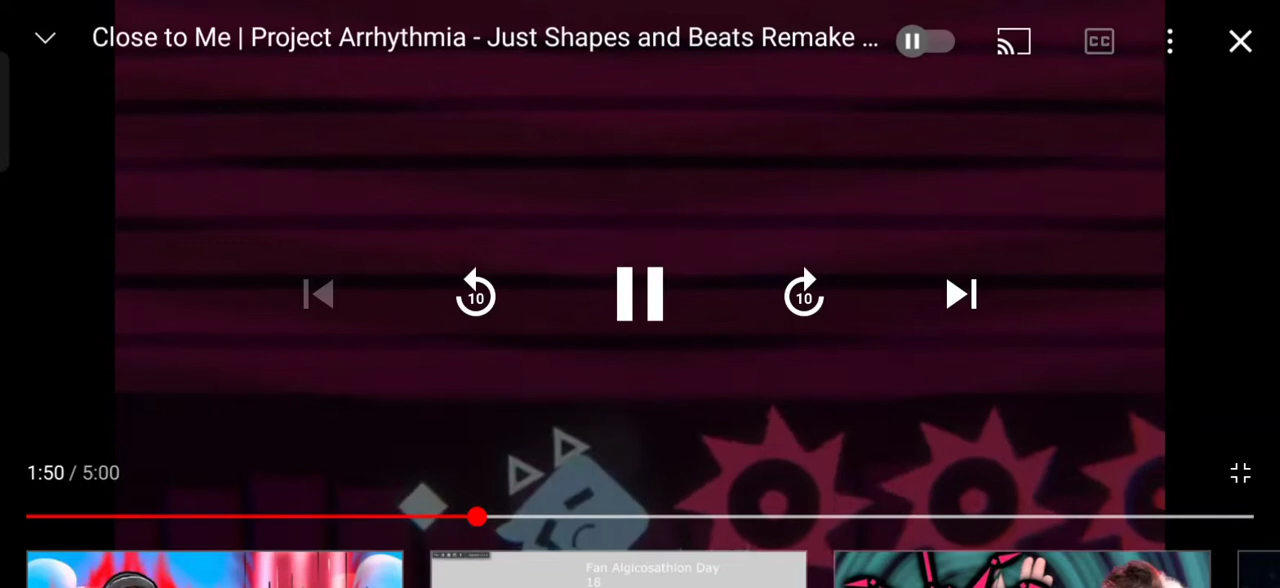 Close to Me | Project Arrhythmia - Just Shapes and Beats Remake ...
CC
10
10
1:50 / 5:00
Fan Algicosathlon Day
18